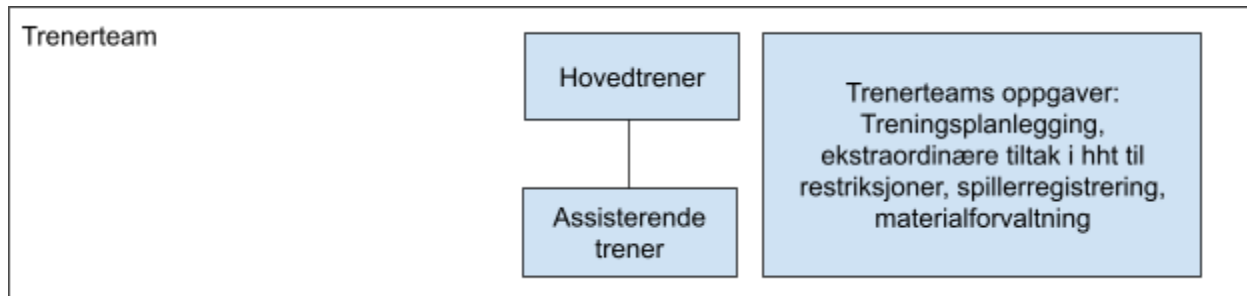 Trenerteam
Hovedtrener
Assisterende
trener
Trenerteams oppgaver:
Treningsplanlegging,
ekstraordinære tiltak i hht til
restriksjoner, spillerregistrering,
materialforvaltning